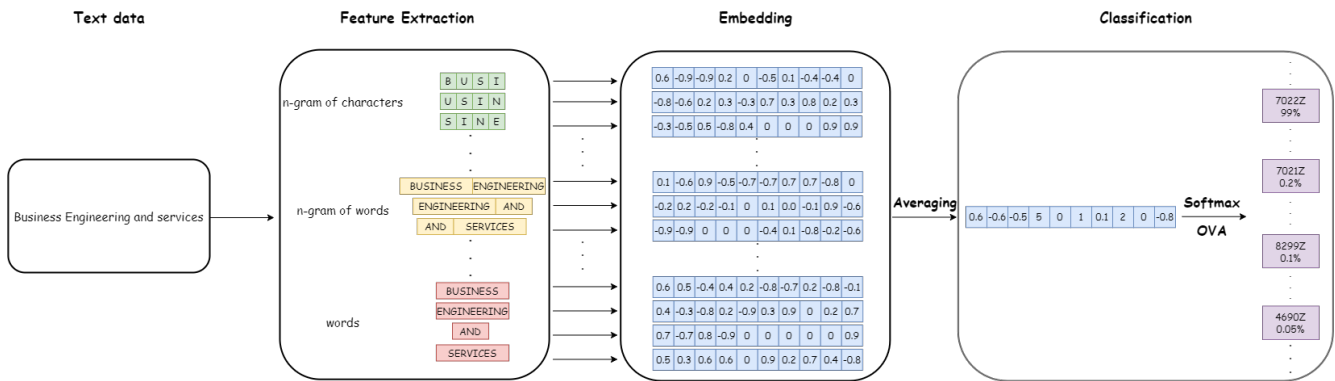 Text data
Feature Extraction
Embedding
Classification
Business Engineering and services
n-gram of characters
B U S I
U S I N
S I N E
n-gram of words
BUSINESS ENGINEERING
ENGINEERING AND
AND SERVICES
words
BUSINESS
ENGINEERING
AND
SERVICES
0.6 -0.9 -0.9 0.2 0 -0.5 0.1 -0.4 -0.4 0
-0.8 -0.6 0.2 0.3 -0.3 0.7 0.3 0.8 0.2 0.3
-0.3 -0.5 0.5 -0.8 0.4 0 0 0 0.9 0.9
0.1 -0.6 0.9 -0.5 -0.7 -0.7 0.7 0.7 -0.8 0
-0.2 0.2 -0.2 -0.1 0 0.1 0.0 -0.1 0.9 -0.6
-0.9 -0.9 0 0 0 -0.4 0.1 -0.8 -0.2 -0.6
0.6 0.5 -0.4 0.4 0.2 -0.8 -0.7 0.2 -0.8 -0.1
0.4 -0.3 -0.8 0.2 -0.9 0.3 0.9 0 0.2 0.7
0.7 -0.7 0.8 -0.9 0 0 0 0 0 0.9
0.5 0.3 0.6 0.6 0 0.9 0.2 0.7 0.4 -0.8
Averaging
0.6 -0.6 -0.5 5 0 1 0.1 2 0 -0.8
Softmax
OVA
7022Z
99%
7021Z
0.2%
8299Z
0.1%
4690Z
0.05%